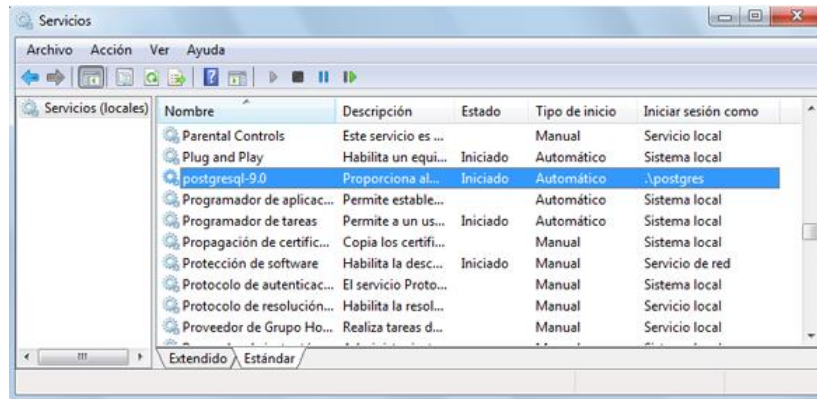 Servicios
Archivo Acción Ver Ayuda
Servicios (locales)
Nombre Descripción Estado Tipo de inicio Iniciar sesión como
Parental Controls Este servicio es ... Manual Servicio local
Plug and Play Habilita un equi... Iniciado Automático Sistema local
postgresql-9.0 Proporciona al... Iniciado Automático .\postgres
Programador de aplicac... Permite estable... Automático Sistema local
Programador de tareas Permite a un us... Iniciado Automático Sistema local
Propagación de certific... Copia los certifi... Manual Sistema local
Protección de software Habilita la desc... Iniciado Manual Servicio de red
Protocolo de autenticac... El servicio Proto... Manual Sistema local
Protocolo de resolución... Habilita la resol... Manual Servicio local
Proveedor de Grupo Ho... Realiza tareas d... Manual Servicio local
Extendido Estándar